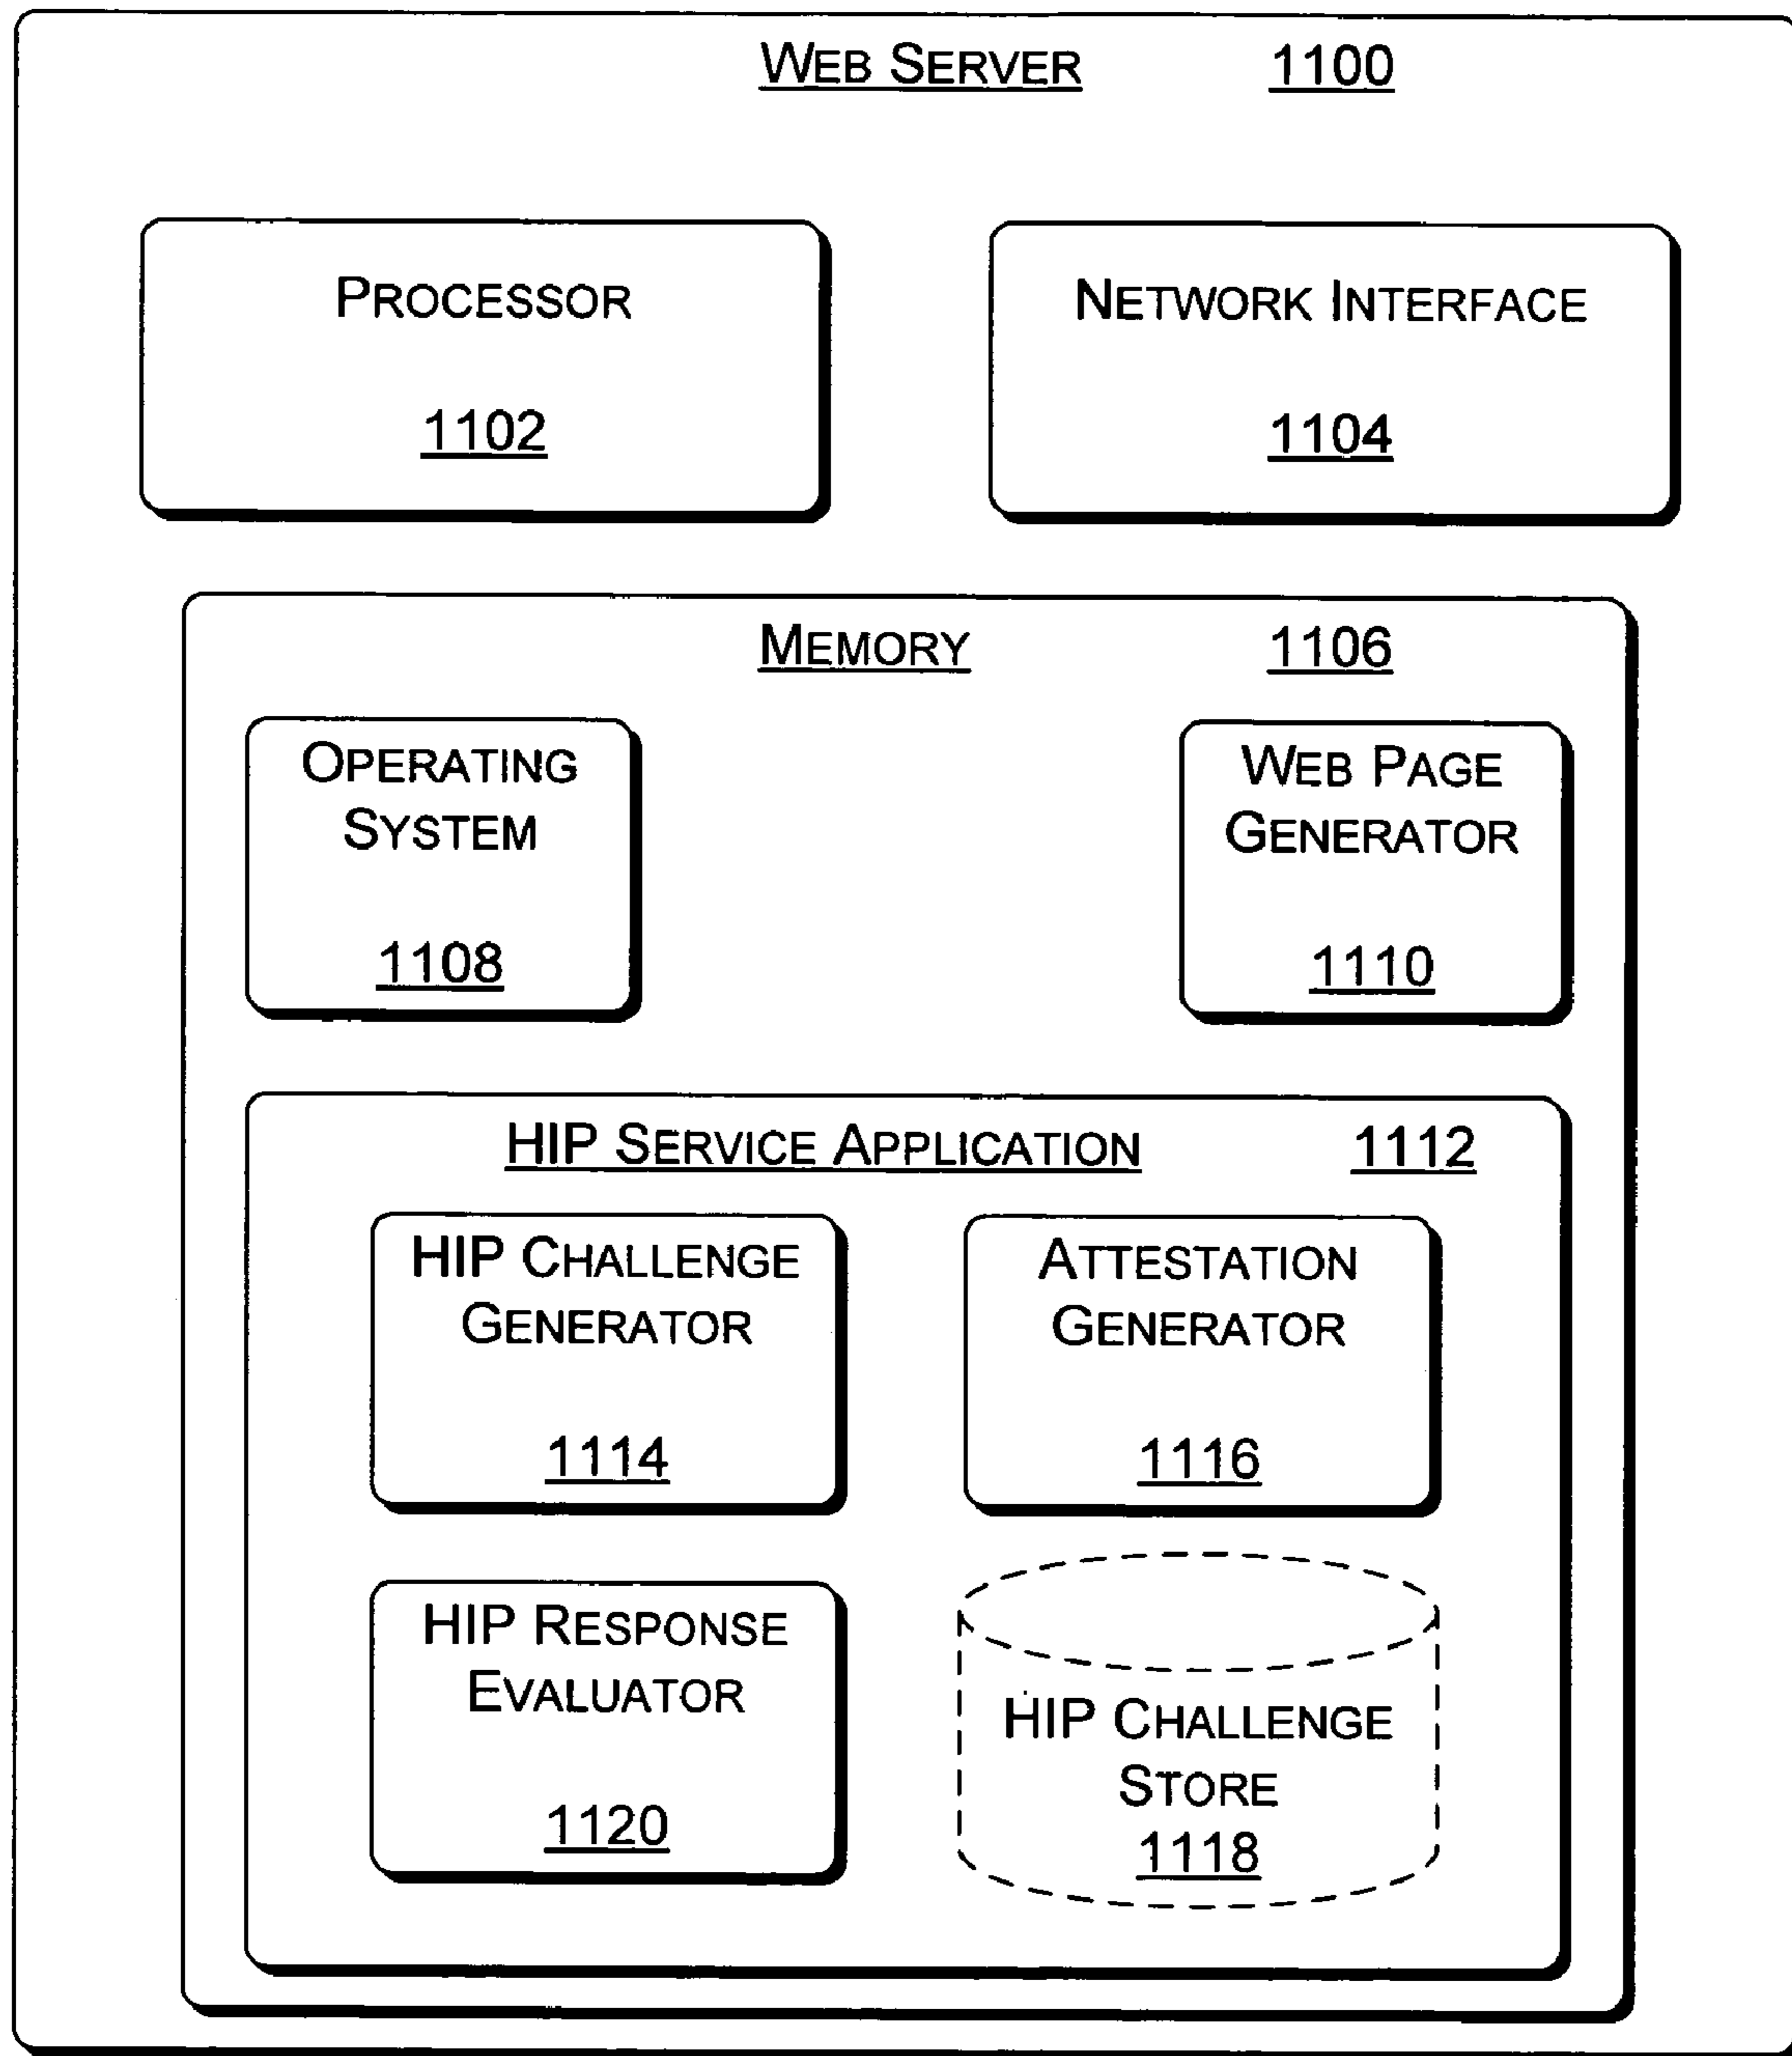 WEB SERVER 1100
PROCESSOR
1102
NETWORK INTERFACE
1104
MEMORY 1106
OPERATING
SYSTEM
1108
WEB PAGE
GENERATOR
1110
HIP SERVICE APPLICATION 1112
HIP CHALLENGE
GENERATOR
1114
ATTESTATION
GENERATOR
1116
HIP RESPONSE
EVALUATOR
1120
HIP CHALLENGE
STORE
1118